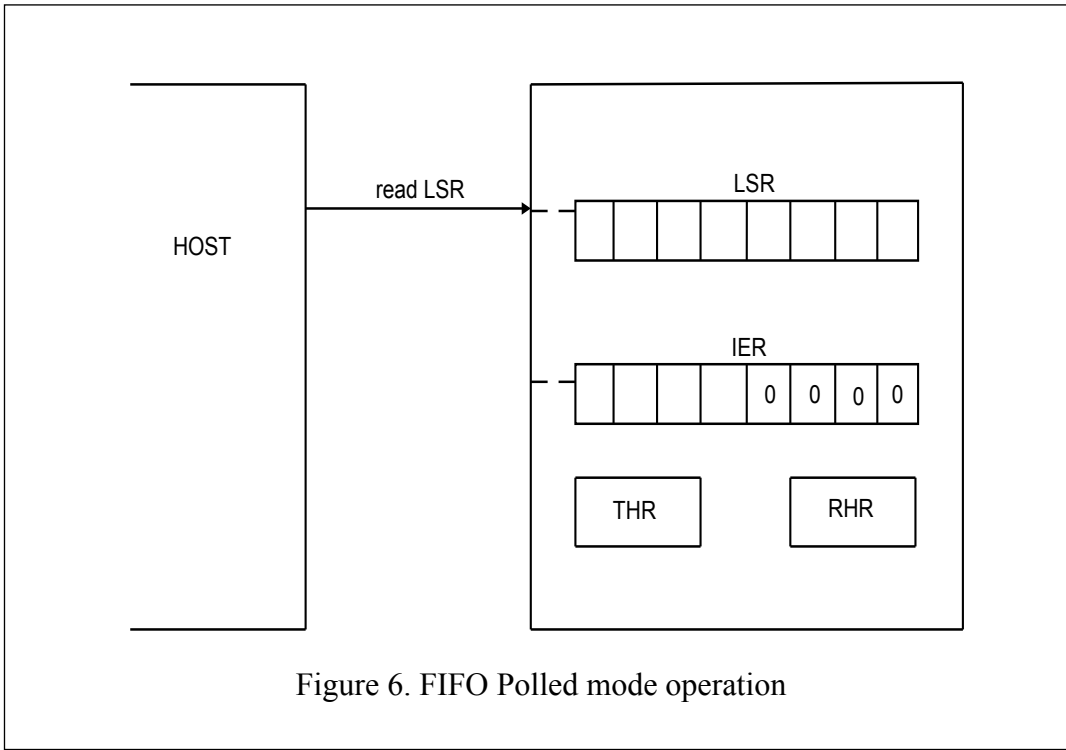 read LSR
LSR
HOST
IER
0 0 0 0
THR RHR
Figure 6. FIFO Polled mode operation